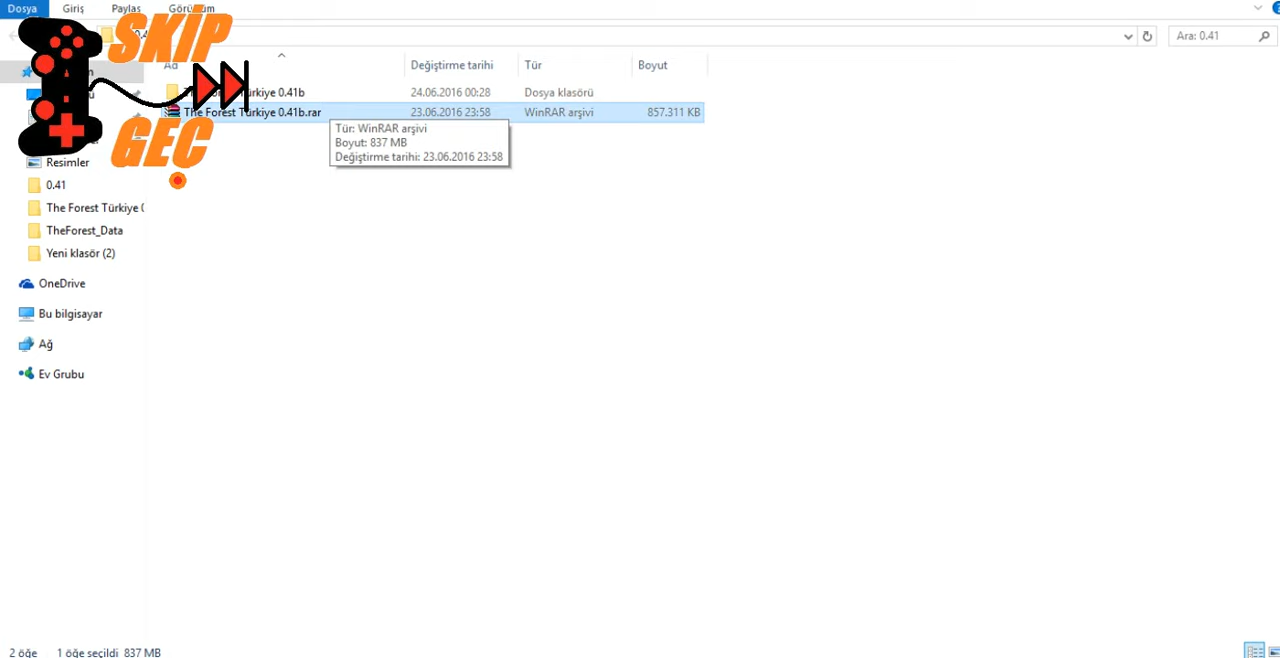 Dosya Giriş Paylaş Görünüm
SKİP
GEÇ
Ara: 0.41
Ad Değiştirme tarihi Tür Boyut
Türkiye 0.41b 24.06.2016 00:28 Dosya klasörü
The Forest Türkiye 0.41b.rar 23.06.2016 23:58 WinRAR arşivi 857.311 KB
Tür: WinRAR arşivi
Boyut: 837 MB
Değiştirme tarihi: 23.06.2016 23:58
Resimler
0.41
The Forest Türkiye 0
TheForest_Data
Yeni klasör (2)
OneDrive
Bu bilgisayar
Ağ
Ev Grubu
2 öğe 1 öğe seçildi 837 MB